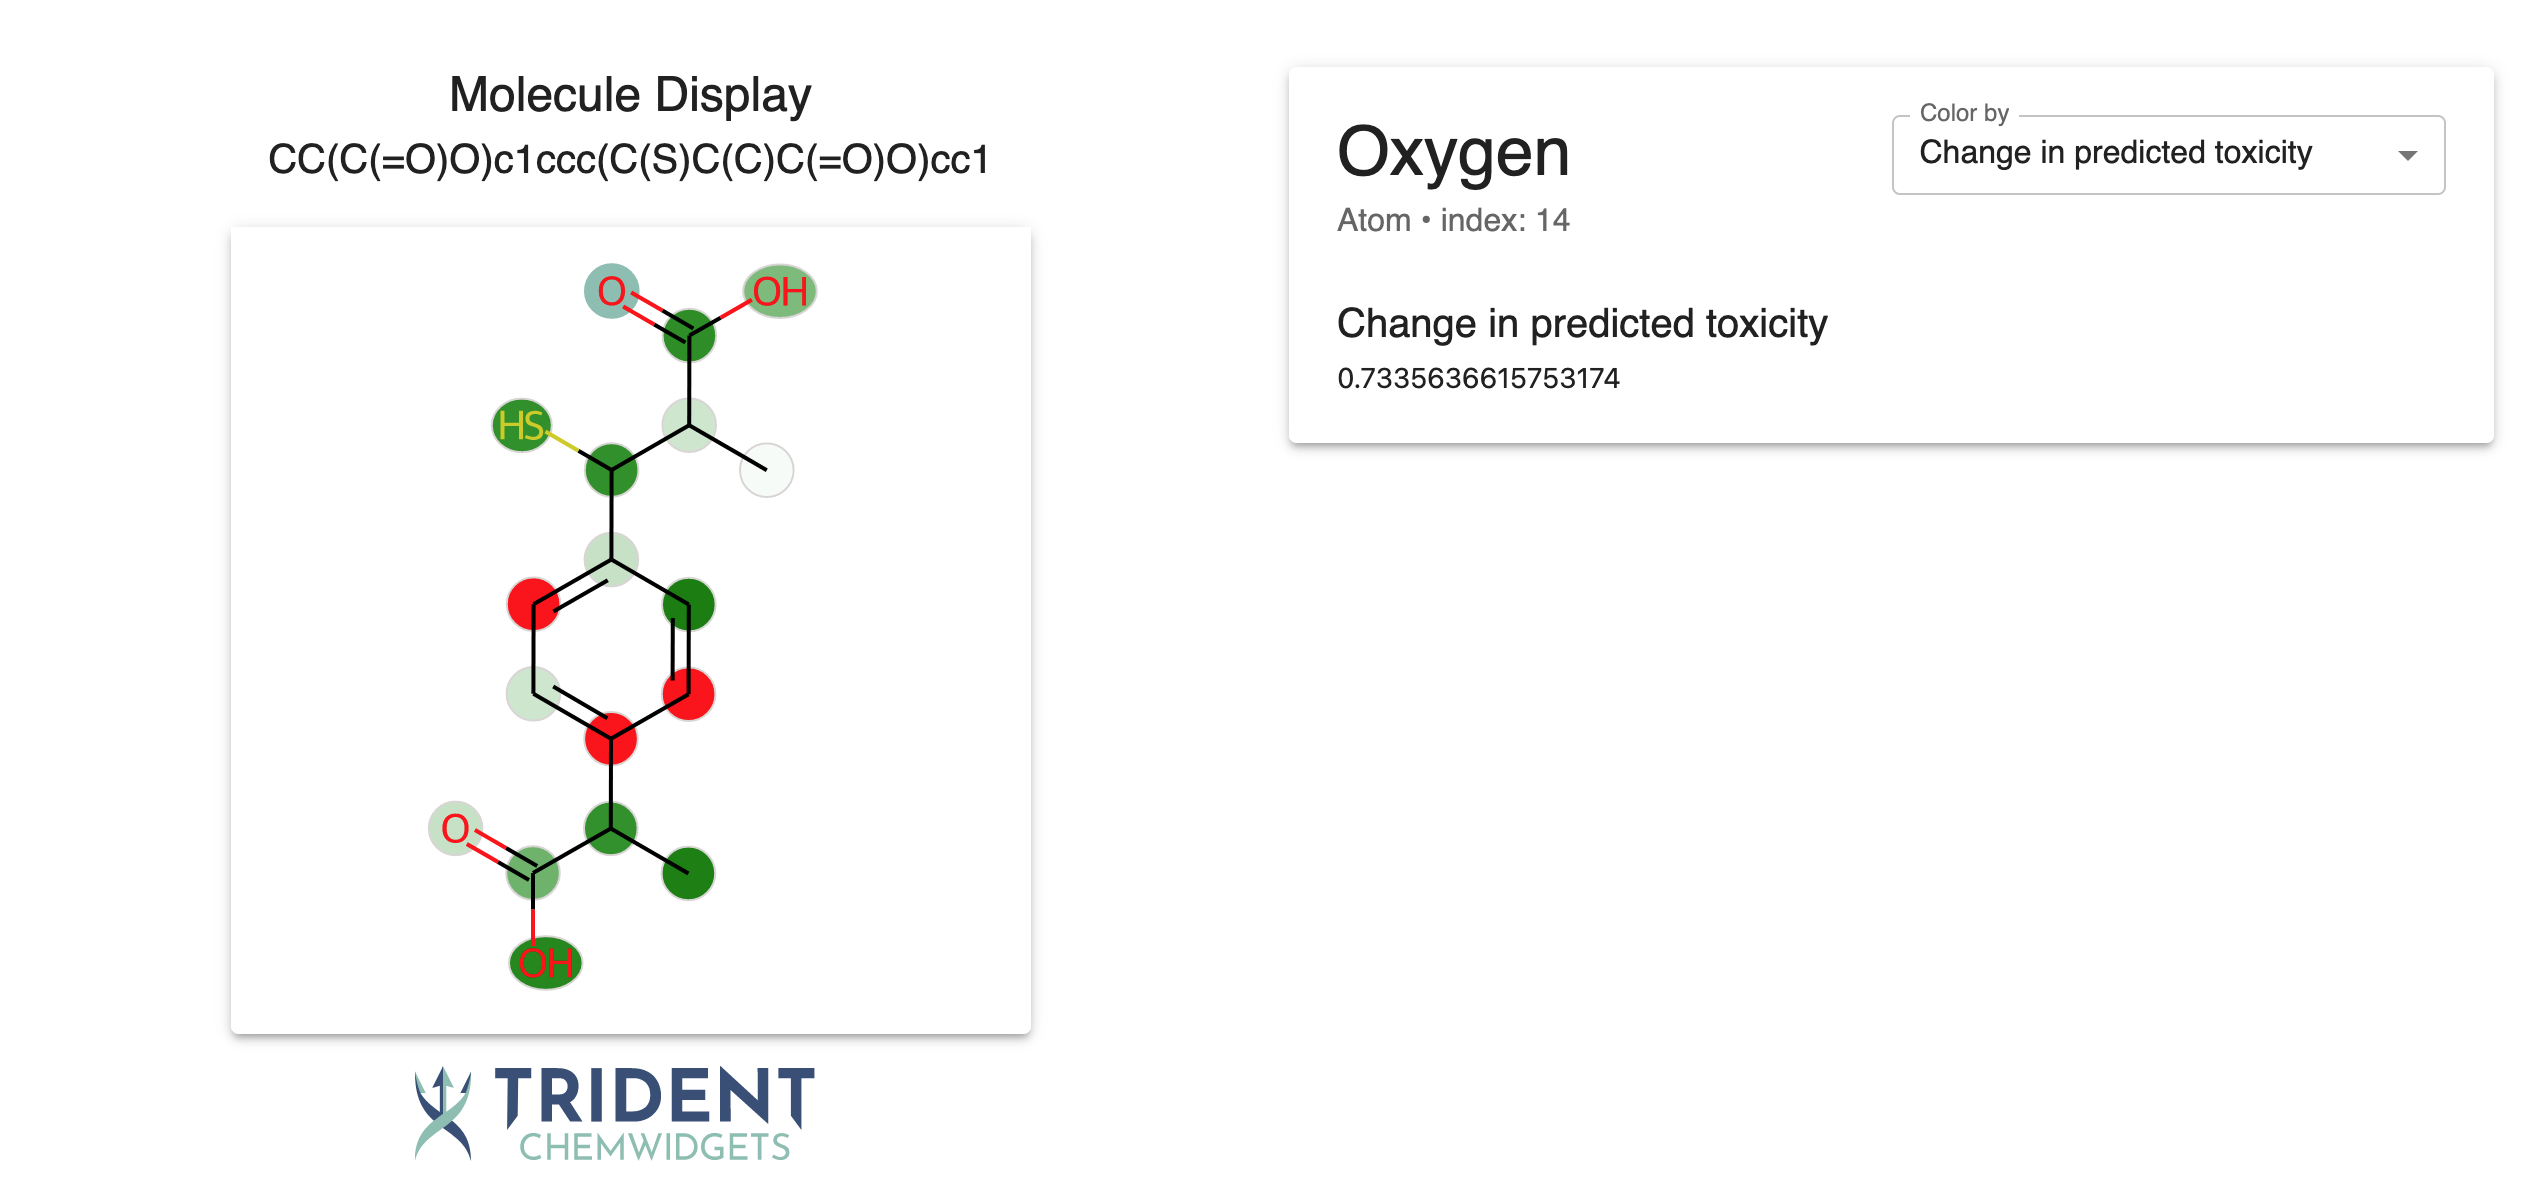 Molecule Display
CC(C(=O)O)c1ccc(C(S)C(C)C(=O)O)cc1
O
OH
HS
O
OH
TRIDENT
CHEMWIDGETS
Oxygen
Atom • index: 14
Color by
Change in predicted toxicity
Change in predicted toxicity
0.7335636615753174